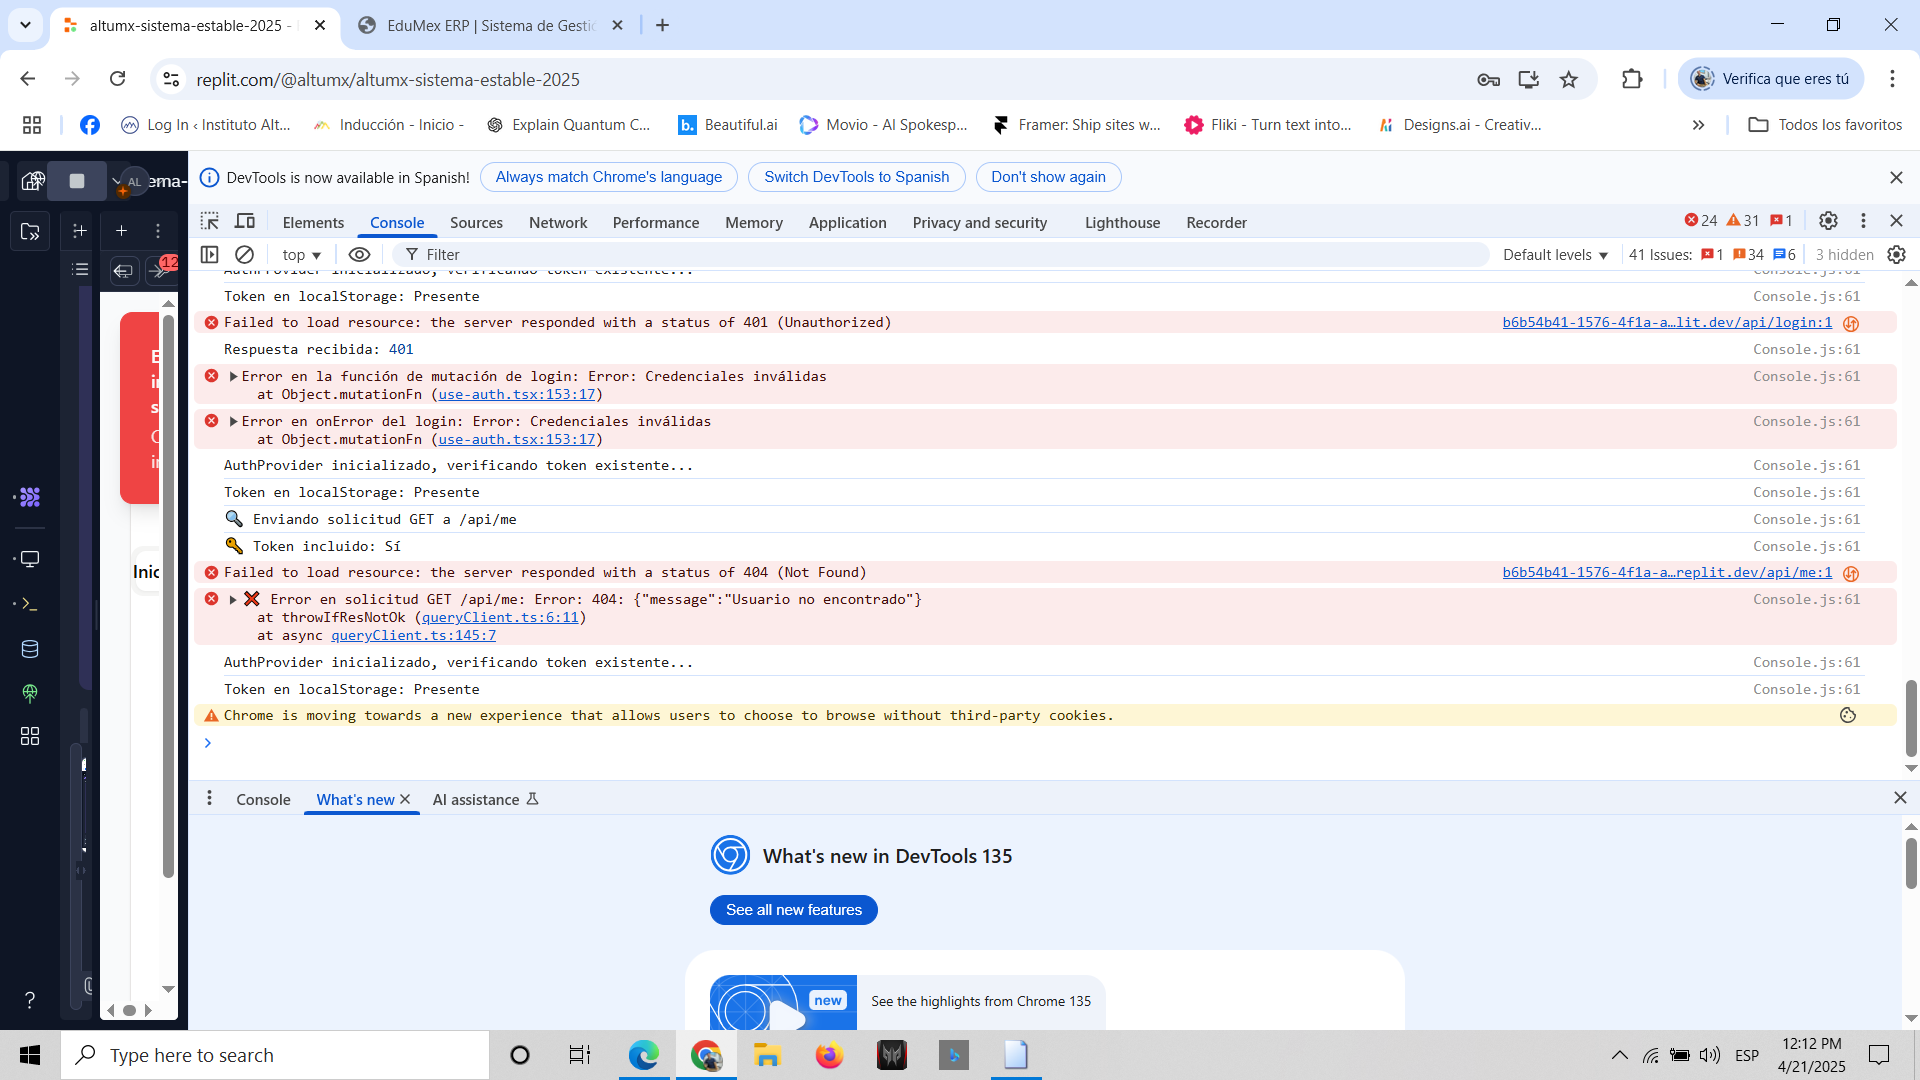 altumx-sistema-estable-2025 -
EduMex ERP | Sistema de Gestic
replit.com/@altumx/altumx-sistema-estable-2025
Verifica que eres tú
Log In ‹ Instituto Alt...
Inducción - Inicio -
Explain Quantum C...
b.
Beautiful.ai
Movio - AI Spokesp...
Framer: Ship sites w...
Fliki - Turn text into...
Designs.ai - Creativ...
Todos los favoritos
AL
ema-
DevTools is now available in Spanish!
Always match Chrome's language
Switch DevTools to Spanish
Don't show again
Elements
Console
Sources
Network
Performance
Memory
Application
Privacy and security
Lighthouse
Recorder
24
31
1
top
Filter
Default levels
41 Issues:
1
34
6
3 hidden
12
AuthProvider inicializado, verificando token existente...
Console.js:61
Token en localStorage: Presente
Console.js:61
Failed to load resource: the server responded with a status of 401 (Unauthorized)
b6b54b41-1576-4f1a-a…lit.dev/api/login:1
Respuesta recibida: 401
Console.js:61
Error en la función de mutación de login: Error: Credenciales inválidas
Console.js:61
at Object.mutationFn (use-auth.tsx:153:17)
Error en onError del login: Error: Credenciales inválidas
Console.js:61
at Object.mutationFn (use-auth.tsx:153:17)
AuthProvider inicializado, verificando token existente...
Console.js:61
Token en localStorage: Presente
Console.js:61
Enviando solicitud GET a /api/me
Console.js:61
Token incluido: Sí
Console.js:61
Failed to load resource: the server responded with a status of 404 (Not Found)
b6b54b41-1576-4f1a-a…replit.dev/api/me:1
Error en solicitud GET /api/me: Error: 404: {"message":"Usuario no encontrado"}
Console.js:61
at throwIfResNotOk (queryClient.ts:6:11)
at async queryClient.ts:145:7
AuthProvider inicializado, verificando token existente...
Console.js:61
Token en localStorage: Presente
Console.js:61
Chrome is moving towards a new experience that allows users to choose to browse without third-party cookies.
Inic
Console
What's new
AI assistance
What's new in DevTools 135
See all new features
new
See the highlights from Chrome 135
Type here to search
ESP
12:12 PM
4/21/2025